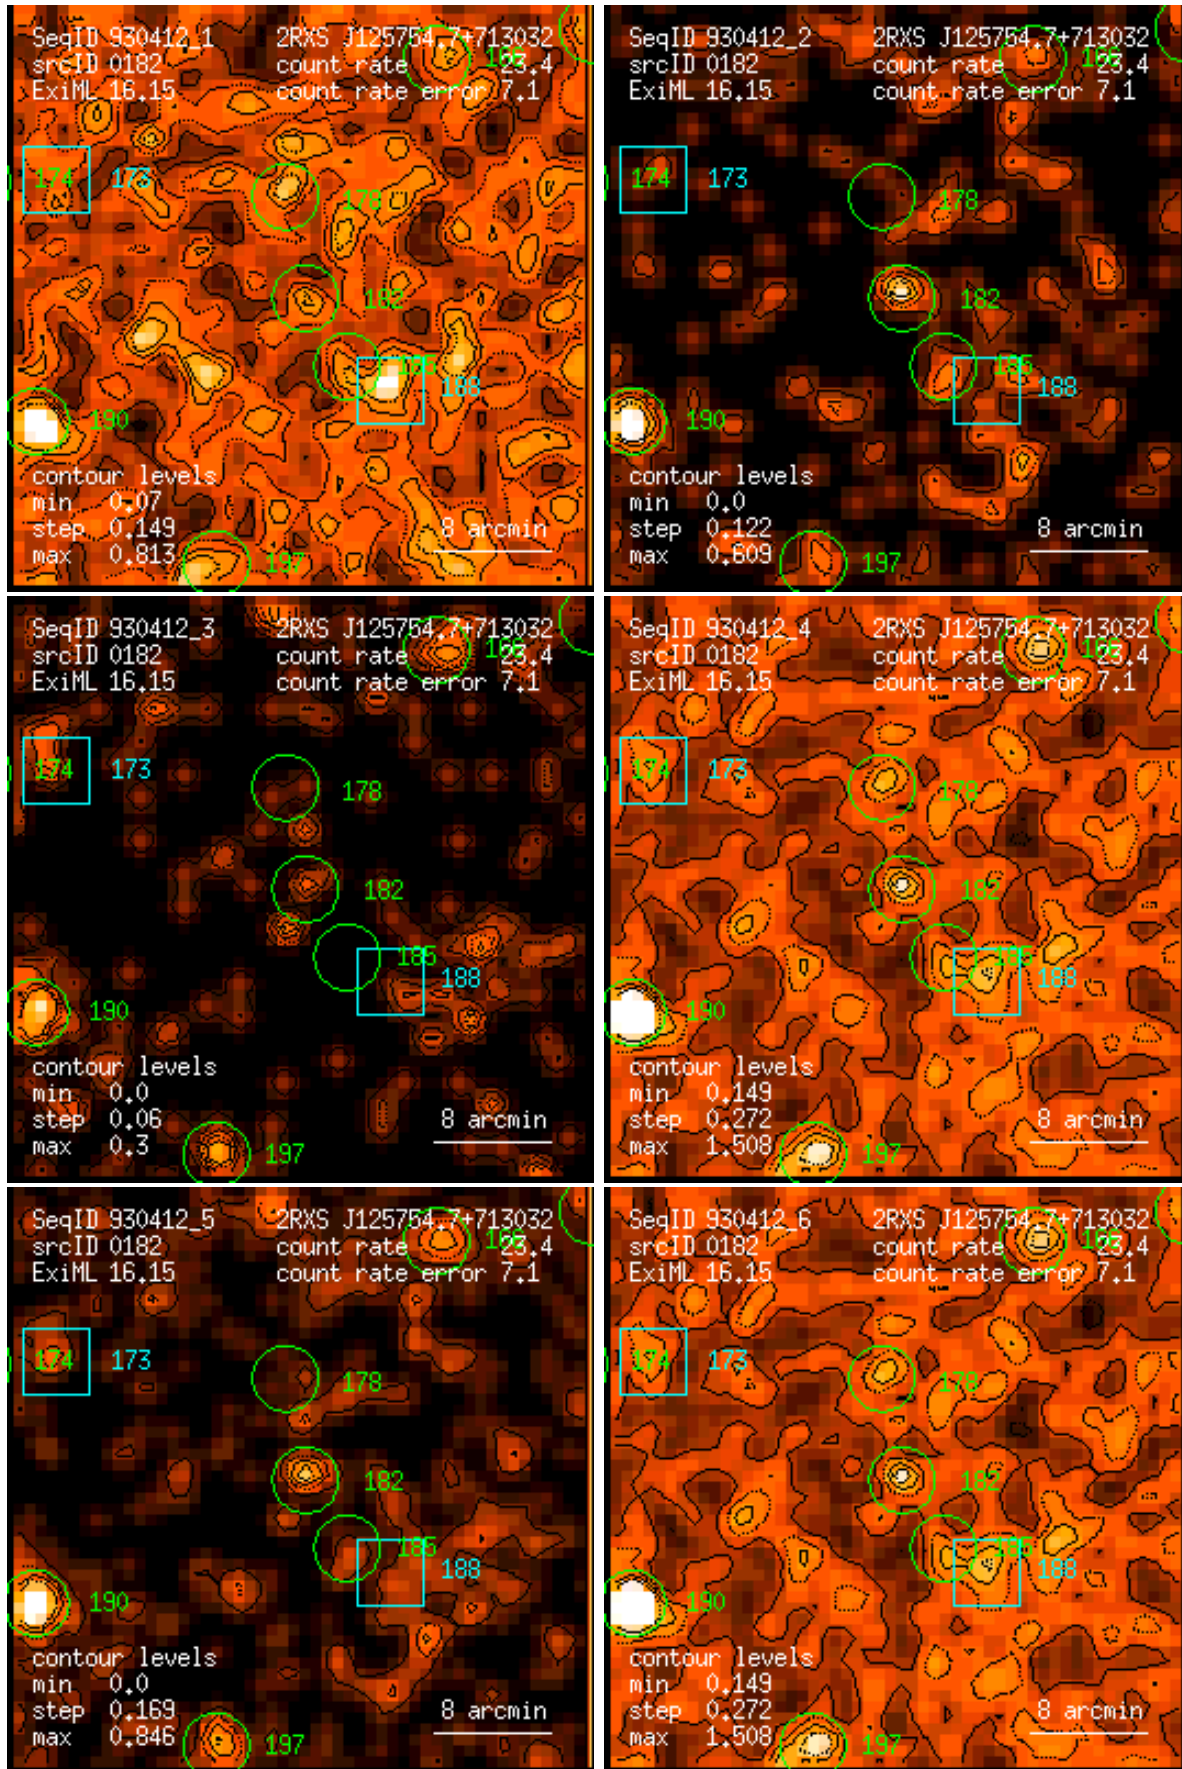 SeqID 930412_1 2RXS J125754.7+713032
srcID 0182 count rate 23.4
ExiML 16.15 count rate error 7.1
166
174 173
178
182
185
188
190
contour levels
min 0.07
step 0.149 8 arcmin
max 0.813
197
SeqID 930412_2 2RXS J125754.7+713032
srcID 0182 count rate 23.4
ExiML 16.15 count rate error 7.1
166
174 173
178
182
185
188
190
contour levels
min 0.0
step 0.122 8 arcmin
max 0.609
197
SeqID 930412_3 2RXS J125754.7+713032
srcID 0182 count rate 23.4
ExiML 16.15 count rate error 7.1
166
174 173
178
182
185
188
190
contour levels
min 0.0
step 0.06 8 arcmin
max 0.3
197
SeqID 930412_4 2RXS J125754.7+713032
srcID 0182 count rate 23.4
ExiML 16.15 count rate error 7.1
166
174 173
178
182
185
188
190
contour levels
min 0.149
step 0.272 8 arcmin
max 1.508
197
SeqID 930412_5 2RXS J125754.7+713032
srcID 0182 count rate 23.4
ExiML 16.15 count rate error 7.1
166
174 173
178
182
185
188
190
contour levels
min 0.0
step 0.169 8 arcmin
max 0.846
197
SeqID 930412_6 2RXS J125754.7+713032
srcID 0182 count rate 23.4
ExiML 16.15 count rate error 7.1
166
174 173
178
182
185
188
190
contour levels
min 0.149
step 0.272 8 arcmin
max 1.508
197